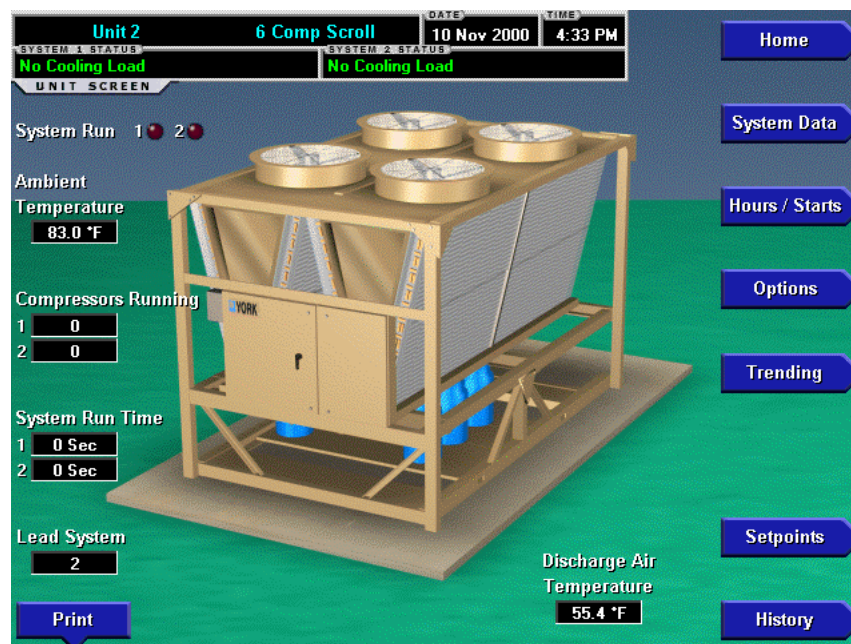 Unit 2 6 Comp Scroll
DATE
10 Nov 2000
TIME
4:33 PM
SYSTEM 1 STATUS
No Cooling Load
SYSTEM 2 STATUS
No Cooling Load
UNIT SCREEN
System Run 1 2
Ambient
Temperature
83.0 °F
Compressors Running
1 0
2 0
System Run Time
1 0 Sec
2 0 Sec
Lead System
2
Print
YORK
Discharge Air
Temperature
55.4 °F
Home
System Data
Hours / Starts
Options
Trending
Setpoints
History